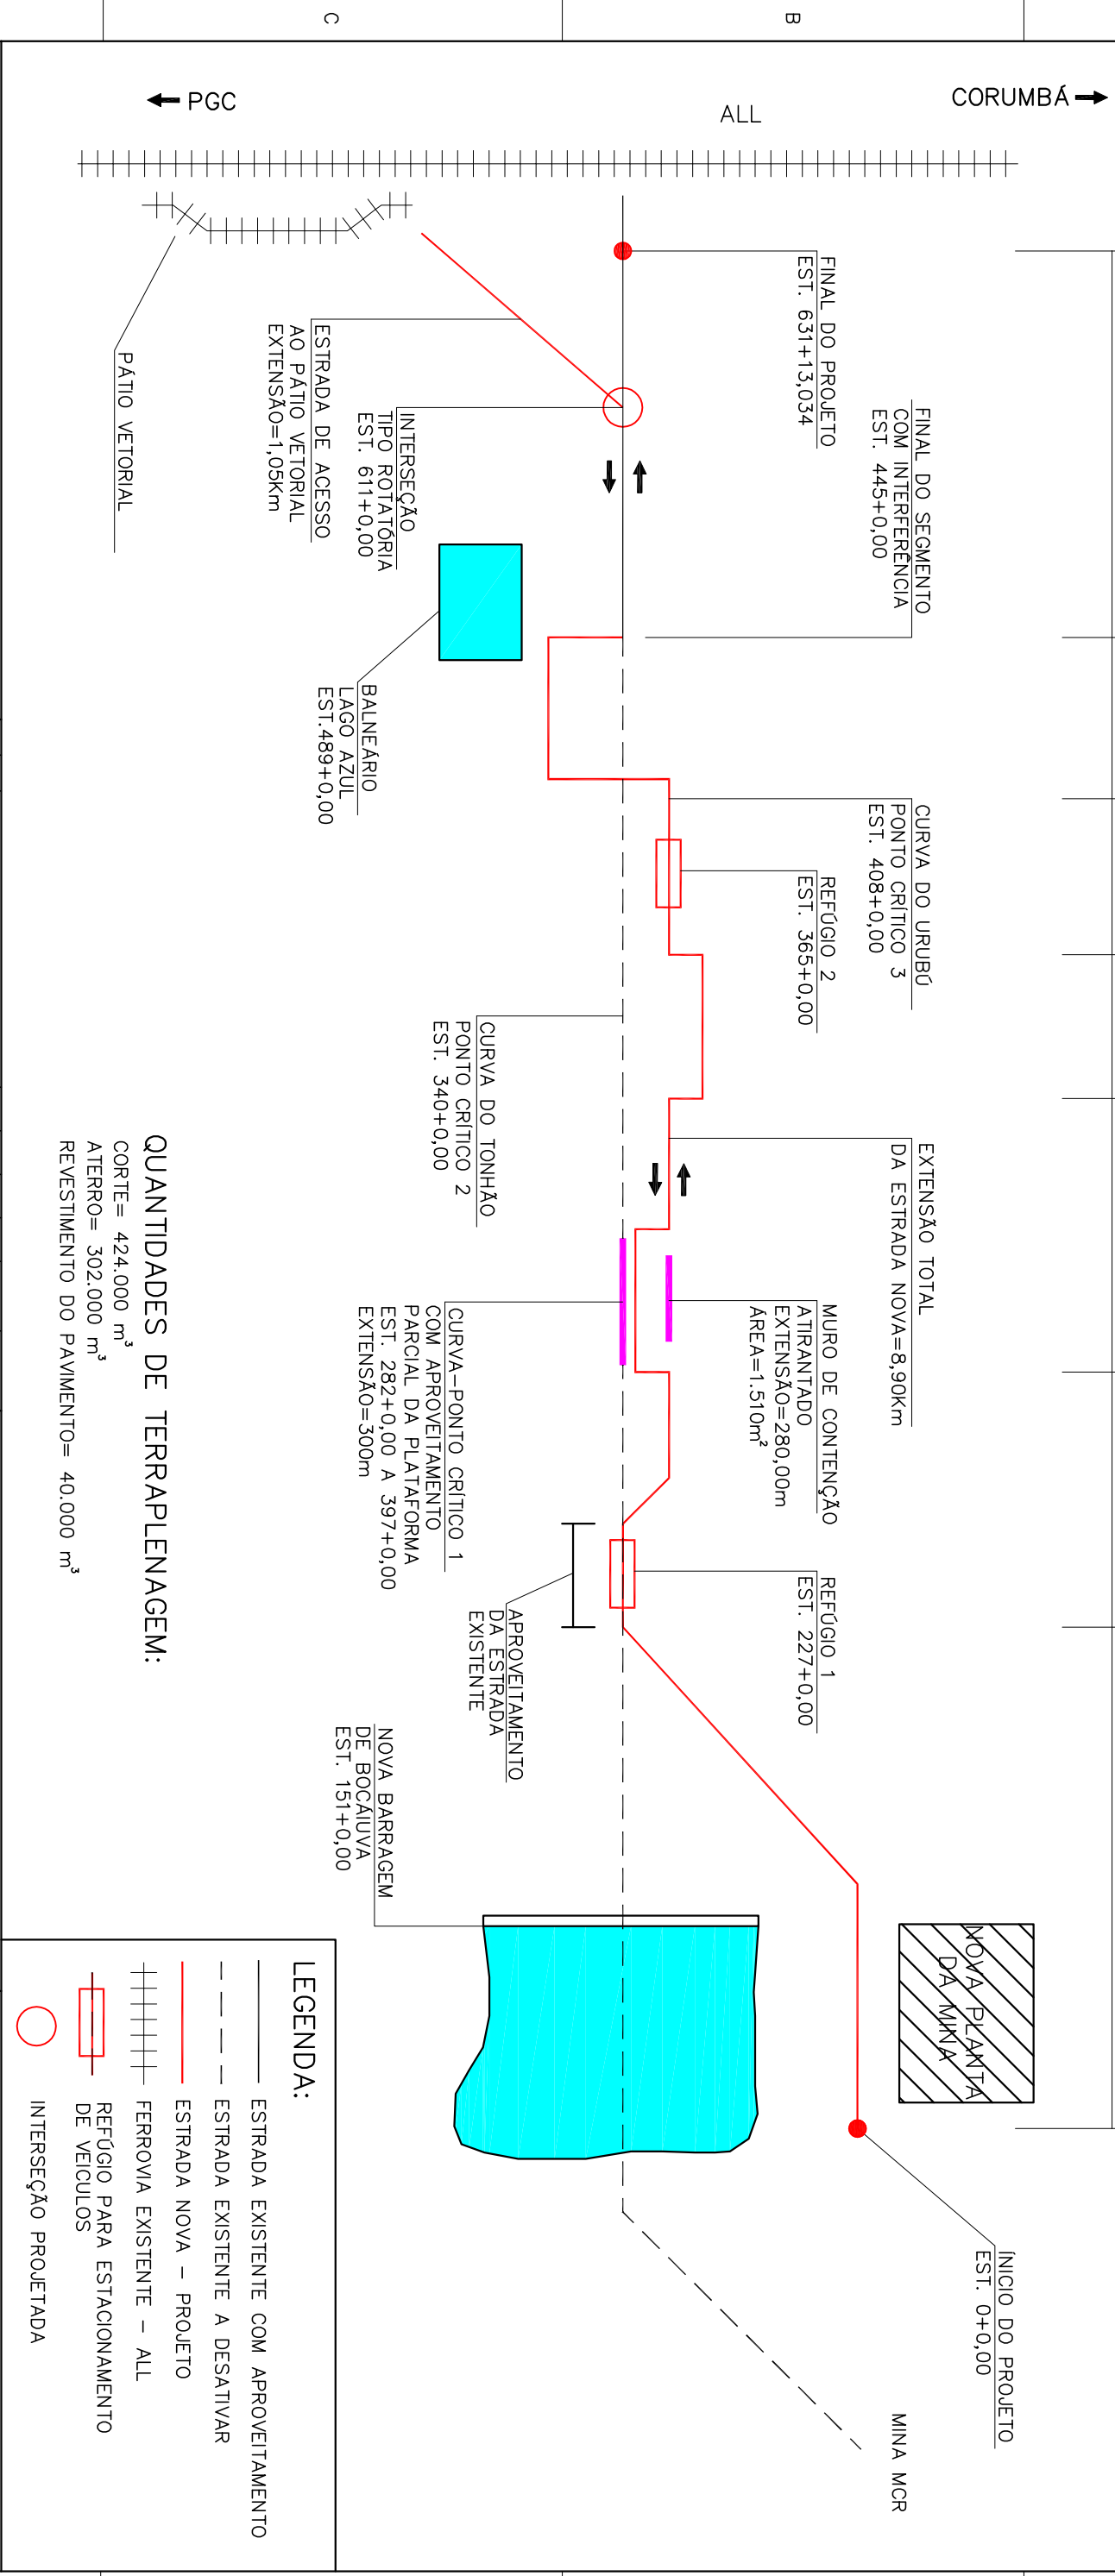 C
B
PGC
ALL
CORUMBÁ
FINAL DO PROJETO
EST. 631+13,034
FINAL DO SEGMENTO
COM INTERFERÊNCIA
EST. 445+0,00
ESTRADA DE ACESSO
AO PÁTIO VETORIAL
EXTENSÃO=1,05Km
PÁTIO VETORIAL
INTERSEÇÃO
TIPO ROTATÓRIA
EST. 611+0,00
BALNEÁRIO
LAGO AZUL
EST.489+0,00
CURVA DO URUBÚ
PONTO CRÍTICO 3
EST. 408+0,00
REFÚGIO 2
EST. 365+0,00
CURVA DO TONHÃO
PONTO CRÍTICO 2
EST. 340+0,00
EXTENSÃO TOTAL
DA ESTRADA NOVA=8,90Km
MURO DE CONTENÇÃO
ATIRANTADO
EXTENSÃO=280,00m
ÁREA=1.510m²
CURVA-PONTO CRÍTICO 1
COM APROVEITAMENTO
PARCIAL DA PLATAFORMA
EST. 282+0,00 A 397+0,00
EXTENSÃO=300m
REFÚGIO 1
EST. 227+0,00
APROVEITAMENTO
DA ESTRADA
EXISTENTE
NOVA BARRAGEM
DE BOCÁIUVA
EST. 151+0,00
NOVA PLANTA
DA MINA
ÍNICIO DO PROJETO
EST. 0+0,00
MINA MCR
QUANTIDADES DE TERRAPLENAGEM:
CORTE= 424.000 m³
ATERRO= 302.000 m³
REVESTIMENTO DO PAVIMENTO= 40.000 m³
LEGENDA:
ESTRADA EXISTENTE COM APROVEITAMENTO
ESTRADA EXISTENTE A DESATIVAR
ESTRADA NOVA - PROJETO
FERROVIA EXISTENTE - ALL
REFÚGIO PARA ESTACIONAMENTO
DE VEICULOS
INTERSEÇÃO PROJETADA